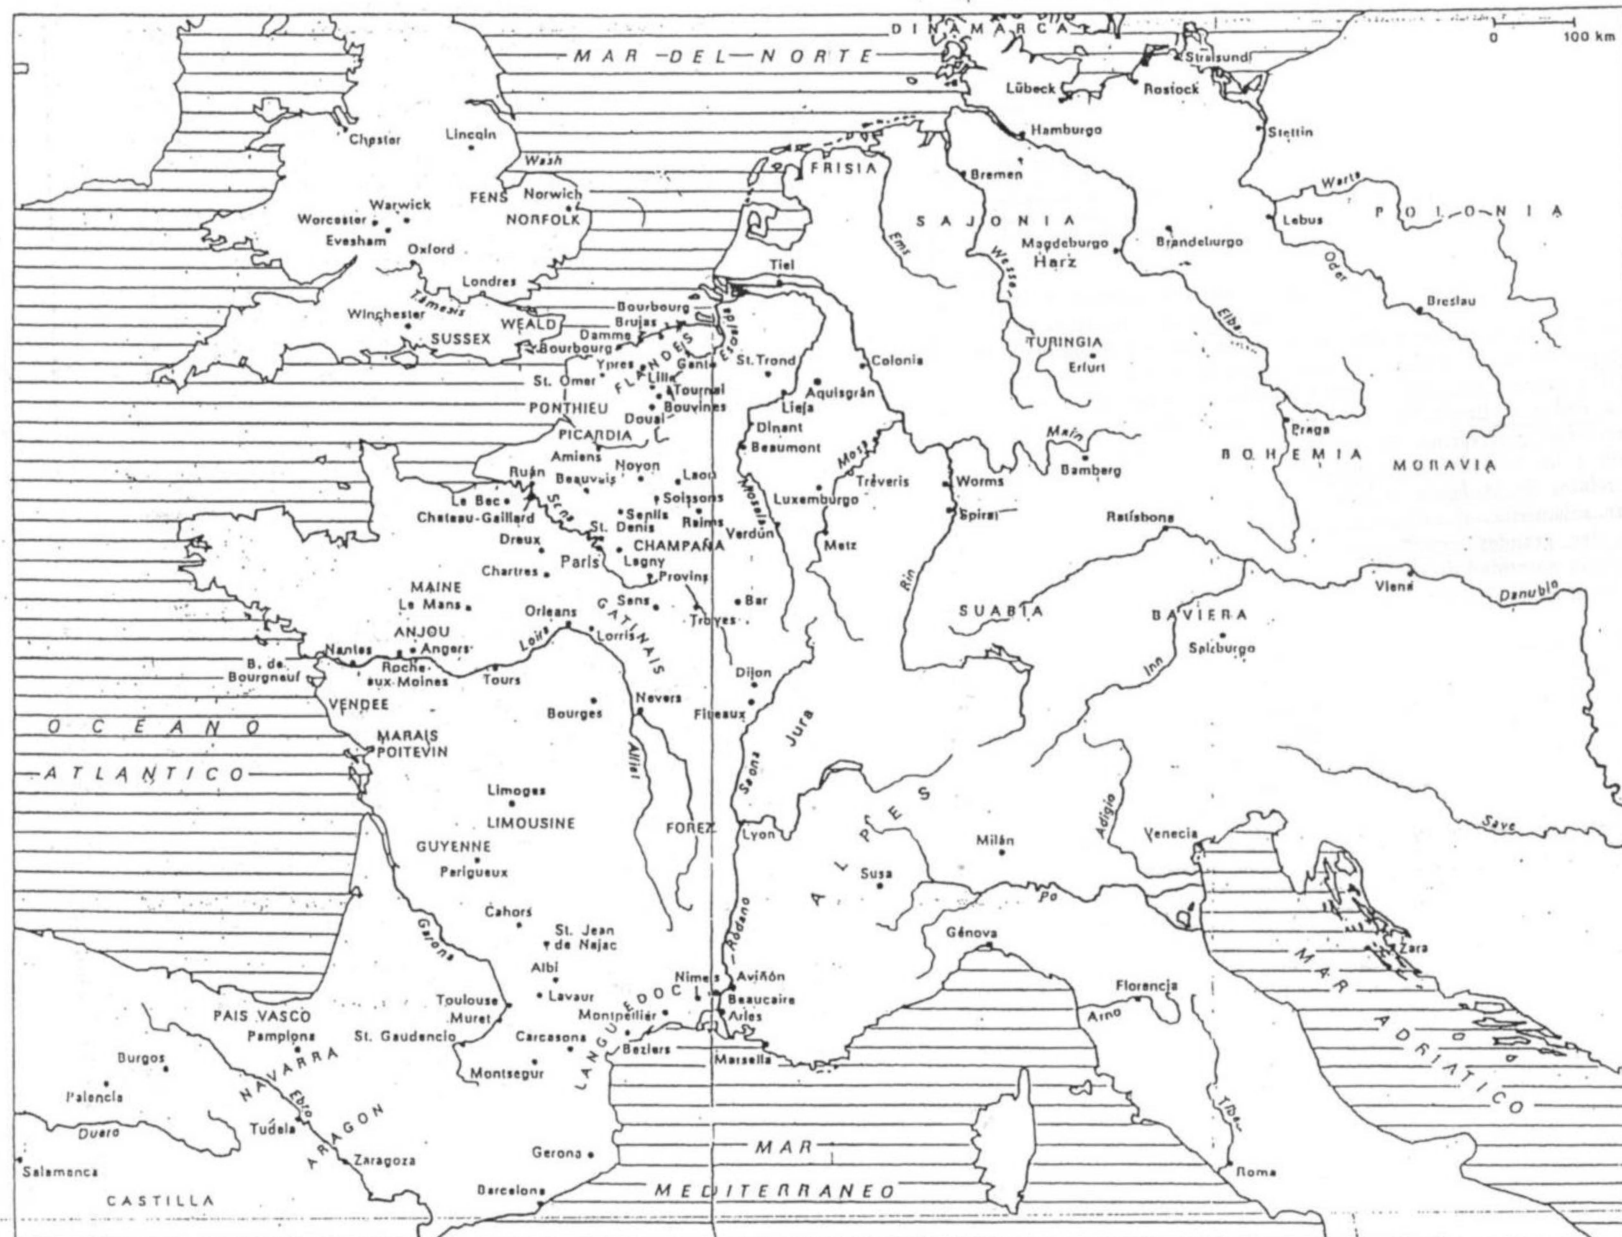 DINAMARCA
0 100 km
MAR DEL NORTE
Stralsund
Lübeck
Rostock
Hamburgo
Stettin
Chester
Lincoln
Wash
FRISIA
Bremen
Warta
FENS
Norwich
NORFOLK
Warwick
Worcester
Evesham
Oxford
SAJONIA
Lebus
POLONIA
Magdeburgo
Harz
Brandeburgo
Ems
Wesser
Oder
Londres
Támesis
Tiel
Breslau
Winchester
WEALD
SUSSEX
Bourbourg
Brujas
Damme
Bourbourg
Elba
TURINGIA
Erfurt
Ypres
FLANDES
Gante
St. Trond
Colonia
St. Omer
Lille
Tournai
Aquisgrán
PONTHIEU
Bouvines
Lieja
Douai
Dinant
PICARDIA
Beaumont
Main
Praga
Amiens
Mosa
Bamberg
BOHEMIA
MORAVIA
Ruán
Noyon
Laon
Beauvais
Tréveris
Worms
Le Bec
Soissons
Luxemburgo
Mosela
Chateau-Gaillard
Sena
Senlis
Reims
Spira
Ratisbona
St. Denis
Verdún
Dreux
CHAMPAÑA
Metz
Paris
Lagny
Chartres
Provins
Rin
Viena
Danubio
MAINE
Le Mans
Sens
Bar
SUABIA
BAVIERA
Orleans
GATINAIS
Troyes
ANJOU
Loira
Lorris
Salzburgo
Nantes
Angers
B. de
Bourgneuf
Roche-
aux-Moines
Tours
Dijon
Inn
VENDEE
Bourges
Nevers
Fixeaux
OCEANO
ATLANTICO
MARAIS
POITEVIN
Jura
Allier
Saona
Limoges
LIMOUSINE
FOREZ
Lyon
ALPES
Adigio
Venecia
Save
GUYENNE
Perigueux
Milán
Susa
Po
Cahors
Garona
St. Jean
de Najac
Ródano
Génova
MAR ADRIATICO
Zara
Albi
Nimes
Aviñón
Lavaur
Toulouse
Muret
LANGUEDOC
Beaucaire
Florencia
Montpellier
Arles
Arno
PAIS VASCO
Pamplona
St. Gaudencio
Carcasona
Beziers
Marsella
Burgos
NAVARRA
Montsegur
Palencia
Ebro
Tiber
Duero
Tudela
ARAGON
Salamanca
Zaragoza
Gerona
MAR
MEDITERRANEO
Roma
CASTILLA
Barcelona